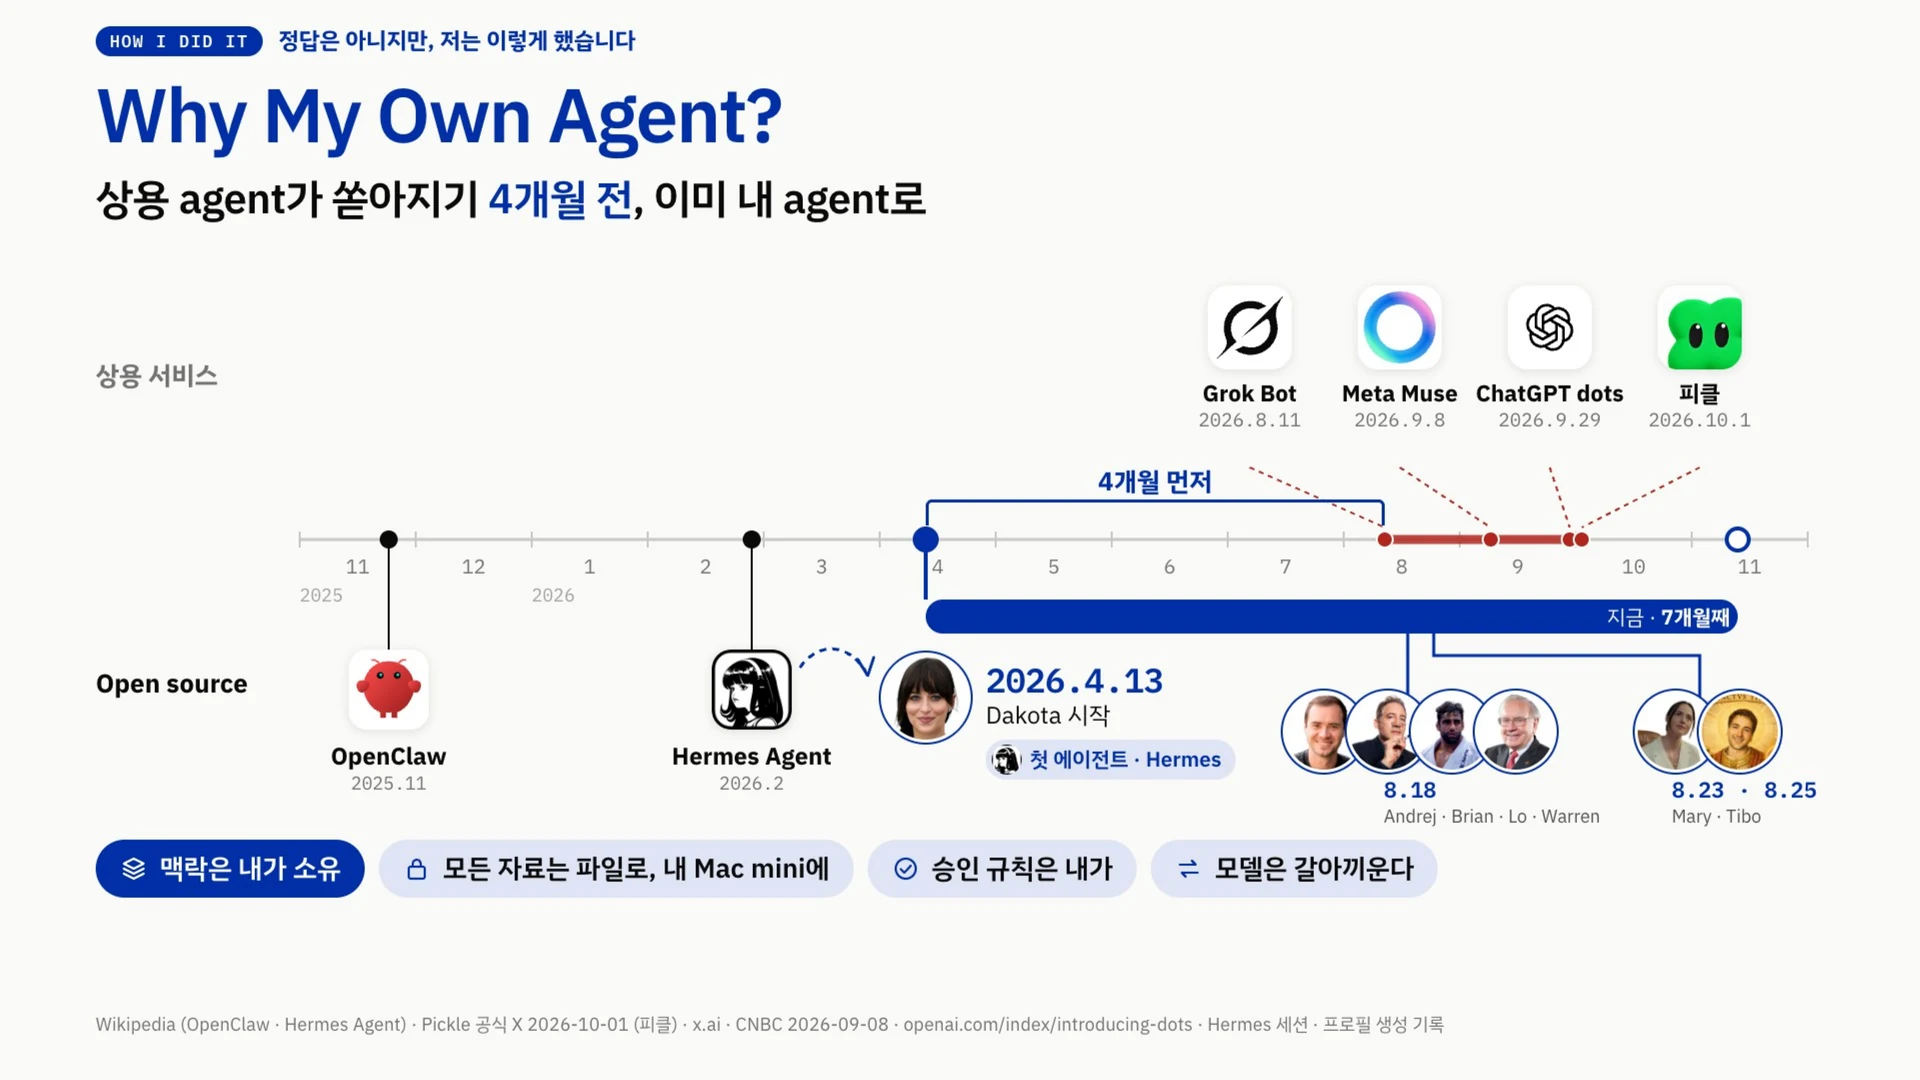 HOW I DID IT 정답은 아니지만, 저는 이렇게 했습니다
Why My Own Agent?
상용 agent가 쏟아지기 4개월 전, 이미 내 agent로
상용 서비스
Grok Bot
2026.8.11
Meta Muse
2026.9.8
ChatGPT dots
2026.9.29
피클
2026.10.1
4개월 먼저
11 12 1 2 3 4 5 6 7 8 9 10 11
2025 2026
지금 · 7개월째
Open source
OpenClaw
2025.11
Hermes Agent
2026.2
2026.4.13
Dakota 시작
첫 에이전트 · Hermes
8.18
Andrej · Brian · Lo · Warren
8.23 · 8.25
Mary · Tibo
맥락은 내가 소유
모든 자료는 파일로, 내 Mac mini에
승인 규칙은 내가
모델은 갈아끼운다
Wikipedia (OpenClaw · Hermes Agent) · Pickle 공식 X 2026-10-01 (피클) · x.ai · CNBC 2026-09-08 · openai.com/index/introducing-dots · Hermes 세션 · 프로필 생성 기록